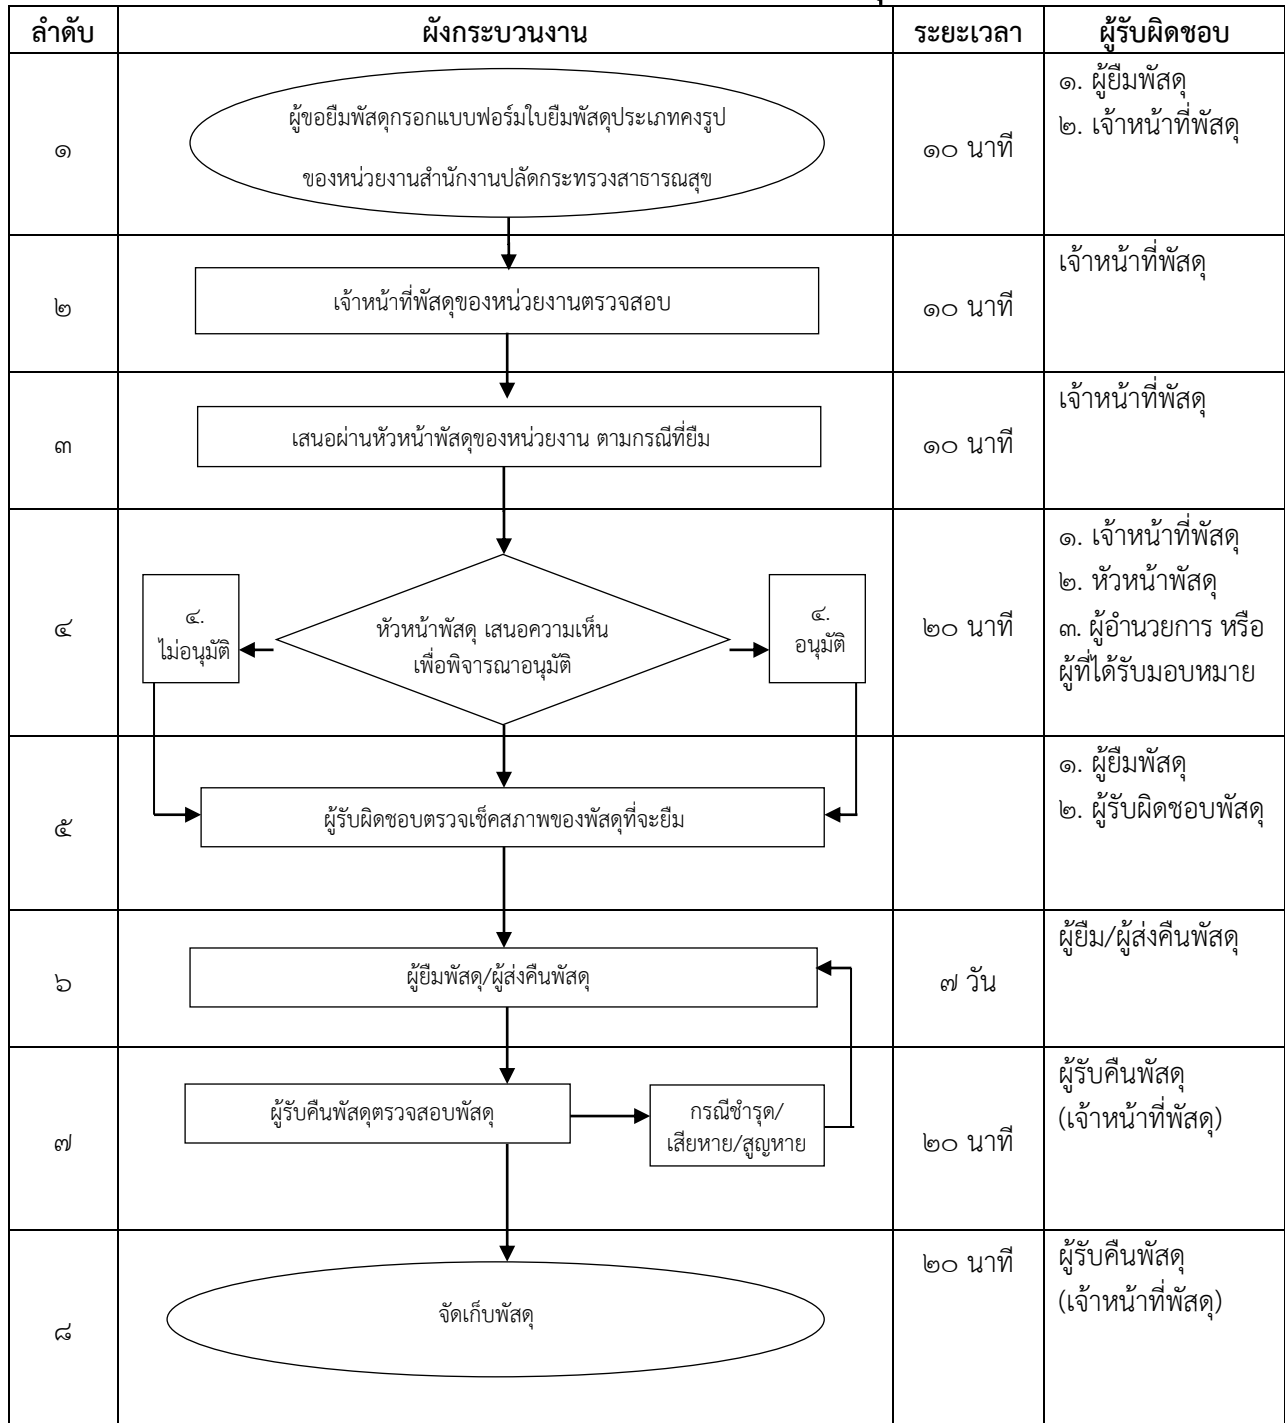 ลำดับ ผังกระบวนงาน ระยะเวลา ผู้รับผิดชอบ
๑
ผู้ขอยืมพัสดุกรอกแบบฟอร์มใบยืมพัสดุประเภทคงรูป
ของหน่วยงานสำนักงานปลัดกระทรวงสาธารณสุข
๑๐ นาที
๑. ผู้ยืมพัสดุ
๒. เจ้าหน้าที่พัสดุ
๒
เจ้าหน้าที่พัสดุของหน่วยงานตรวจสอบ
๑๐ นาที
เจ้าหน้าที่พัสดุ
๓
เสนอผ่านหัวหน้าพัสดุของหน่วยงาน ตามกรณีที่ยืม
๑๐ นาที
เจ้าหน้าที่พัสดุ
๔
๔.
ไม่อนุมัติ
หัวหน้าพัสดุ เสนอความเห็น
เพื่อพิจารณาอนุมัติ
๔.
อนุมัติ
๒๐ นาที
๑. เจ้าหน้าที่พัสดุ
๒. หัวหน้าพัสดุ
๓. ผู้อำนวยการ หรือ
ผู้ที่ได้รับมอบหมาย
๕
ผู้รับผิดชอบตรวจเช็คสภาพของพัสดุที่จะยืม
๑. ผู้ยืมพัสดุ
๒. ผู้รับผิดชอบพัสดุ
๖
ผู้ยืมพัสดุ/ผู้ส่งคืนพัสดุ
๗ วัน
ผู้ยืม/ผู้ส่งคืนพัสดุ
๗
ผู้รับคืนพัสดุตรวจสอบพัสดุ
กรณีชำรุด/
เสียหาย/สูญหาย
๒๐ นาที
ผู้รับคืนพัสดุ
(เจ้าหน้าที่พัสดุ)
๘
จัดเก็บพัสดุ
๒๐ นาที
ผู้รับคืนพัสดุ
(เจ้าหน้าที่พัสดุ)